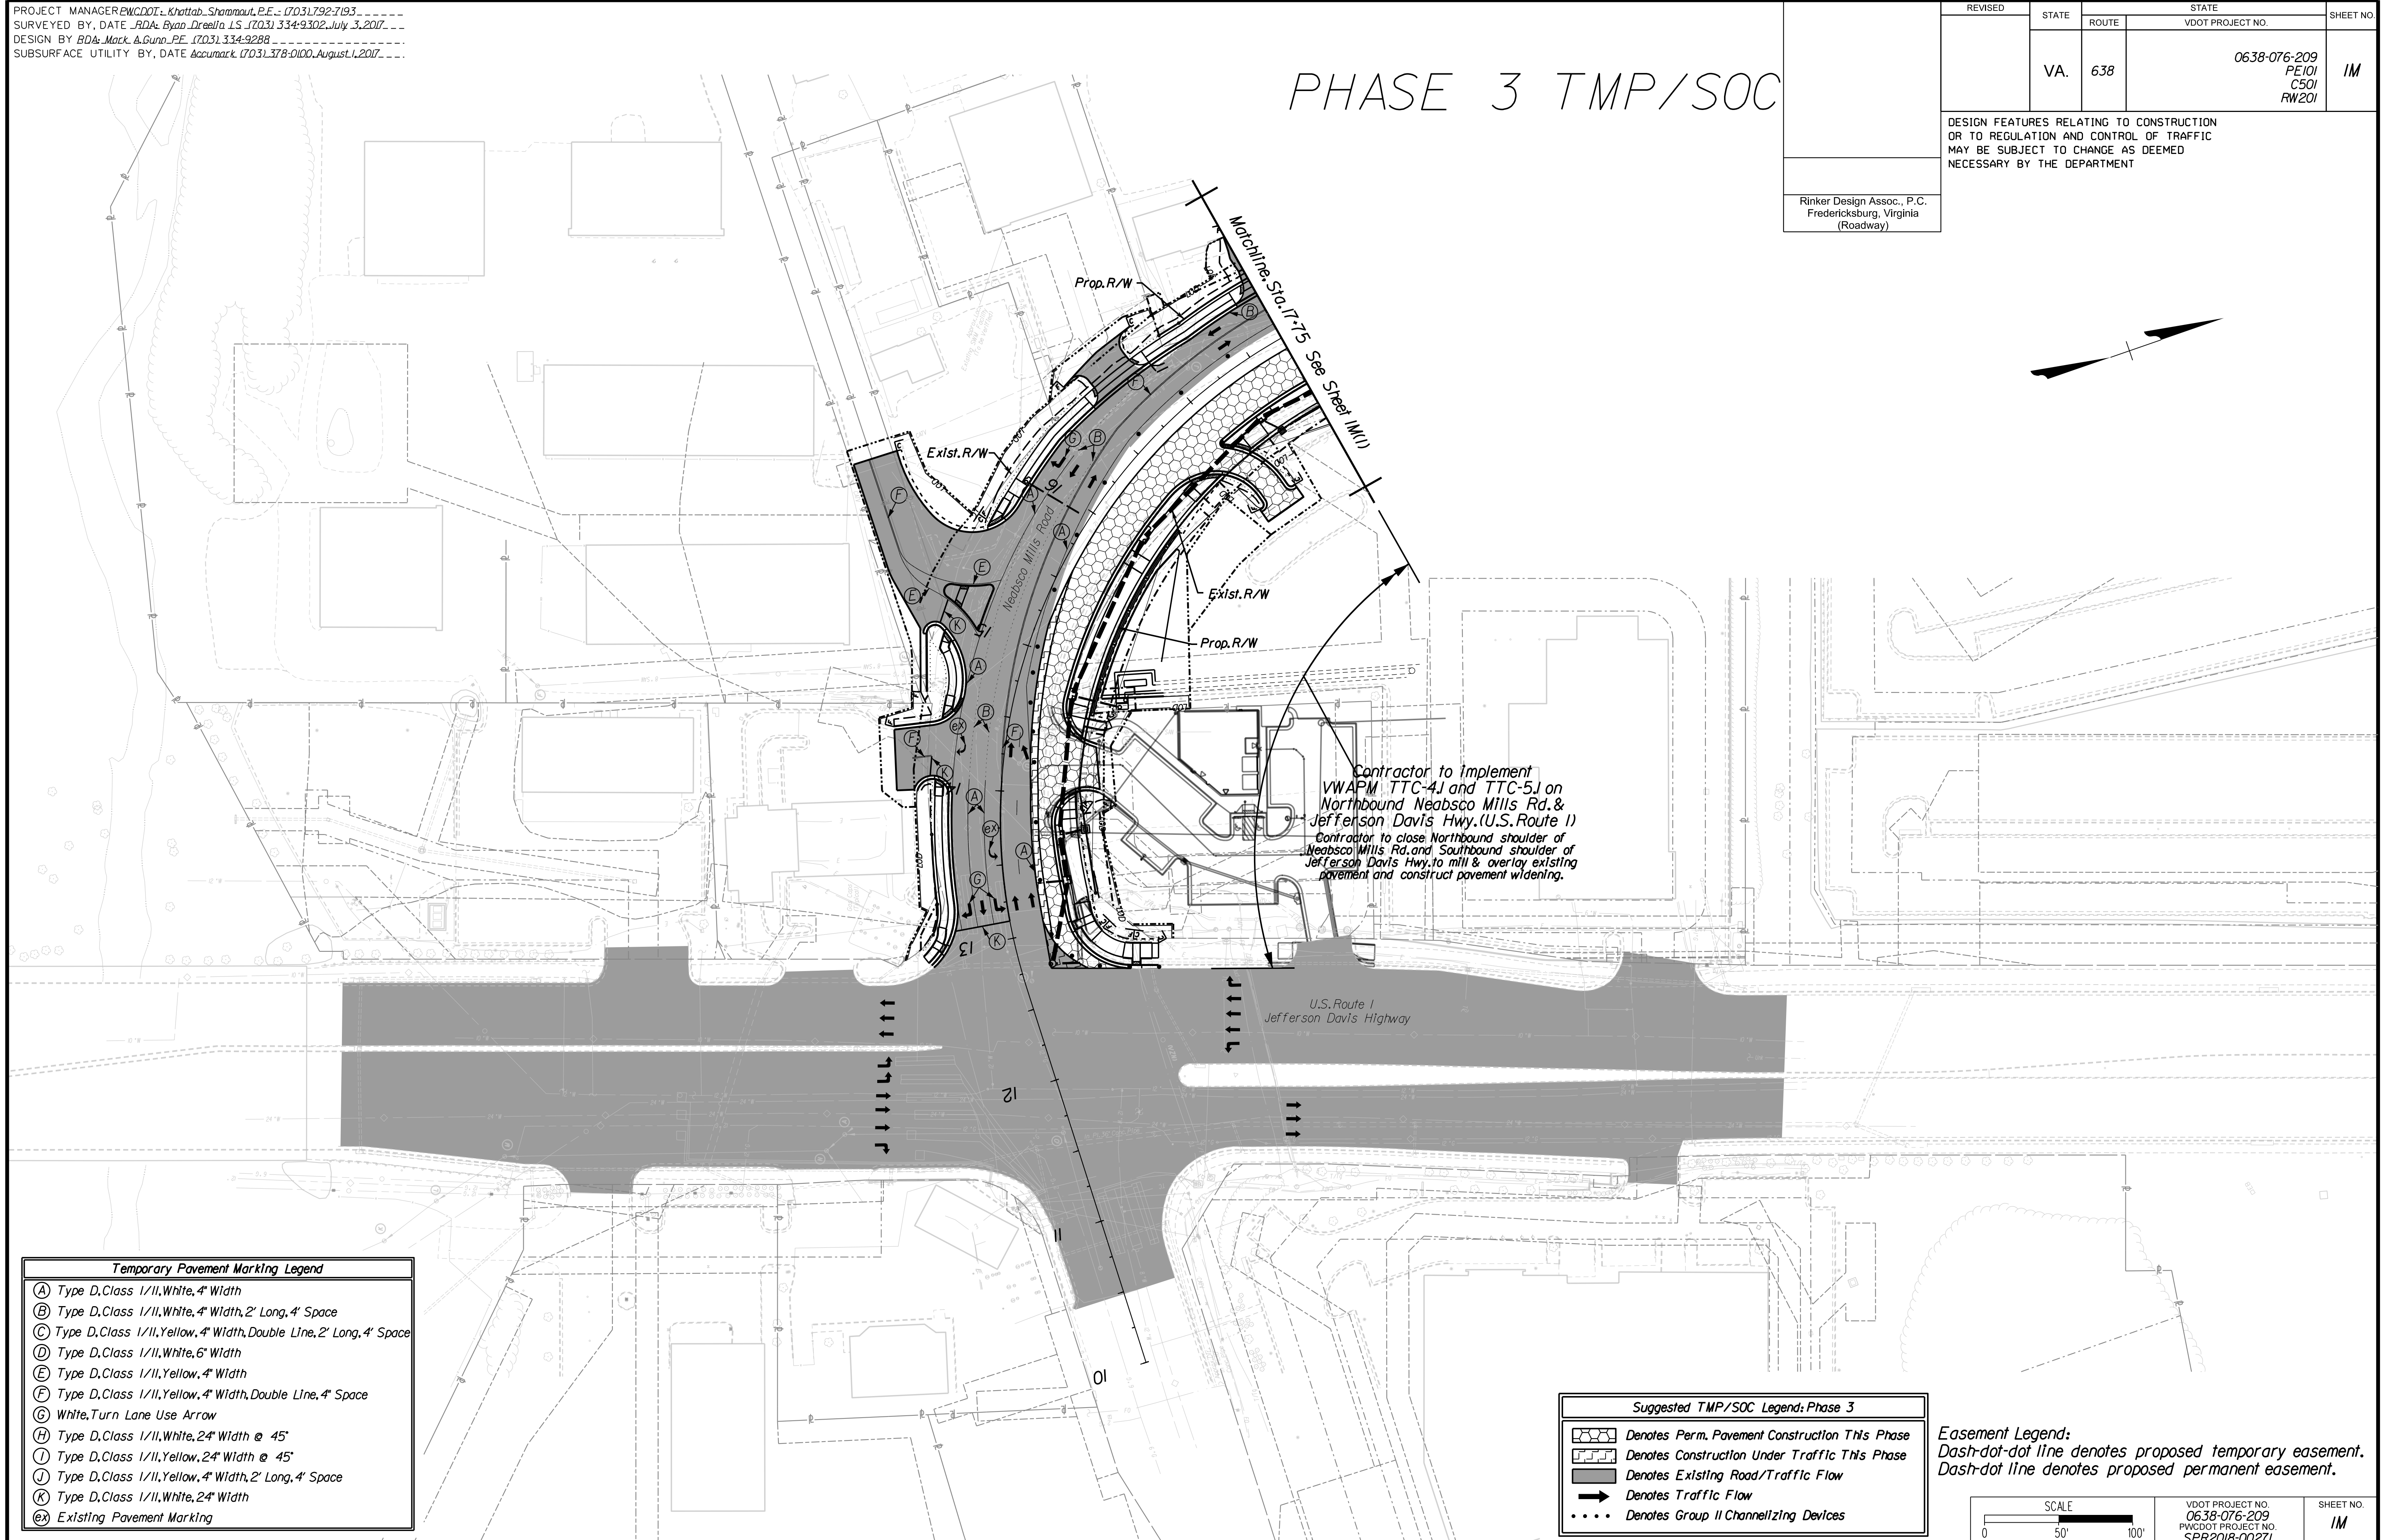 PROJECT MANAGER PWCDOT: Khattab Shammout, P.E.: (703) 792-7193
SURVEYED BY, DATE RDA: Ryan Dreelin LS (703) 334-9302, July 3, 2017
DESIGN BY RDA: Mark A.Gunn P.E. (703) 334-9288
SUBSURFACE UTILITY BY, DATE Accumark (703) 378-0100, August 1, 2017
PHASE 3 TMP/SOC
REVISED
STATE
STATE
ROUTE
VDOT PROJECT NO.
SHEET NO.
VA.
638
0638-076-209
PE101
C501
RW201
1M
DESIGN FEATURES RELATING TO CONSTRUCTION
OR TO REGULATION AND CONTROL OF TRAFFIC
MAY BE SUBJECT TO CHANGE AS DEEMED
NECESSARY BY THE DEPARTMENT
Rinker Design Assoc., P.C.
Fredericksburg, Virginia
(Roadway)
Matchline, Sta. 17+75 See Sheet 1M(1)
Prop. R/W
B
F
G
B
Exist. R/W
A
16
F
A
Neabsco Mills Road
E
E
Exist. R/W
K
15
Prop. R/W
A
B
ex
F
F
K
14
A
ex
A
G
K
13
Contractor to implement
VWAPM TTC-4.1 and TTC-5.1 on
Northbound Neabsco Mills Rd. &
Jefferson Davis Hwy. (U.S. Route 1)
Contractor to close Northbound shoulder of
Neabsco Mills Rd. and Southbound shoulder of
Jefferson Davis Hwy. to mill & overlay existing
pavement and construct pavement widening.
U.S. Route 1
Jefferson Davis Highway
12
11
10
Temporary Pavement Marking Legend
A Type D, Class I/II, White, 4" Width
B Type D, Class I/II, White, 4" Width, 2' Long, 4' Space
C Type D, Class I/II, Yellow, 4" Width, Double Line, 2' Long, 4' Space
D Type D, Class I/II, White, 6" Width
E Type D, Class I/II, Yellow, 4" Width
F Type D, Class I/II, Yellow, 4" Width, Double Line, 4" Space
G White, Turn Lane Use Arrow
H Type D, Class I/II, White, 24" Width @ 45°
I Type D, Class I/II, Yellow, 24" Width @ 45°
J Type D, Class I/II, Yellow, 4" Width, 2' Long, 4' Space
K Type D, Class I/II, White, 24" Width
ex Existing Pavement Marking
Suggested TMP/SOC Legend: Phase 3
Denotes Perm. Pavement Construction This Phase
Denotes Construction Under Traffic This Phase
Denotes Existing Road/Traffic Flow
Denotes Traffic Flow
Denotes Group II Channelizing Devices
Easement Legend:
Dash-dot-dot line denotes proposed temporary easement.
Dash-dot line denotes proposed permanent easement.
SCALE
0 50' 100'
VDOT PROJECT NO.
0638-076-209
PWCDOT PROJECT NO.
SPR2018-00271
SHEET NO.
1M